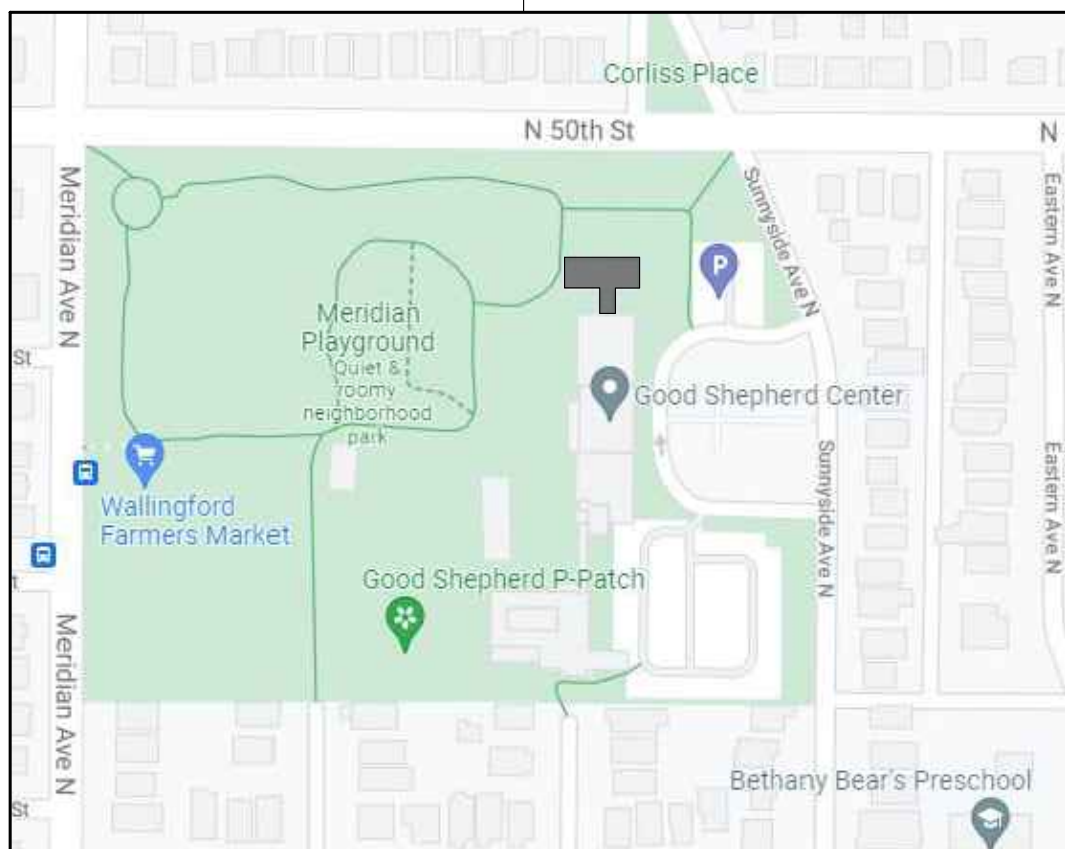 Corliss Place
N 50th St
N
Meridian Ave N
Sunnyside Ave N
Eastern Ave N
P
St
Meridian
Playground
Quiet &
roomy
neighborhood
park
Good Shepherd Center
Wallingford
Farmers Market
Sunnyside Ave N
Eastern Ave N
t
Good Shepherd P-Patch
Meridian Ave N
Bethany Bear's Preschool
St